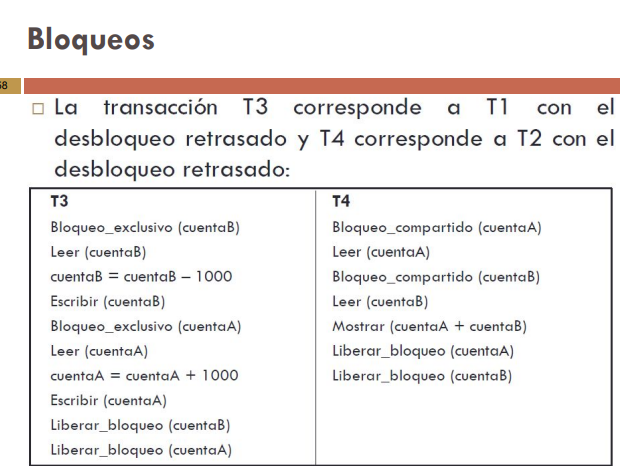 Bloqueos
58
□ La transacción T3 corresponde a T1 con el
desbloqueo retrasado y T4 corresponde a T2 con el
desbloqueo retrasado:
T3
Bloqueo_exclusivo (cuentaB)
Leer (cuentaB)
cuentaB = cuentaB – 1000
Escribir (cuentaB)
Bloqueo_exclusivo (cuentaA)
Leer (cuentaA)
cuentaA = cuentaA + 1000
Escribir (cuentaA)
Liberar_bloqueo (cuentaB)
Liberar_bloqueo (cuentaA)
T4
Bloqueo_compartido (cuentaA)
Leer (cuentaA)
Bloqueo_compartido (cuentaB)
Leer (cuentaB)
Mostrar (cuentaA + cuentaB)
Liberar_bloqueo (cuentaA)
Liberar_bloqueo (cuentaB)